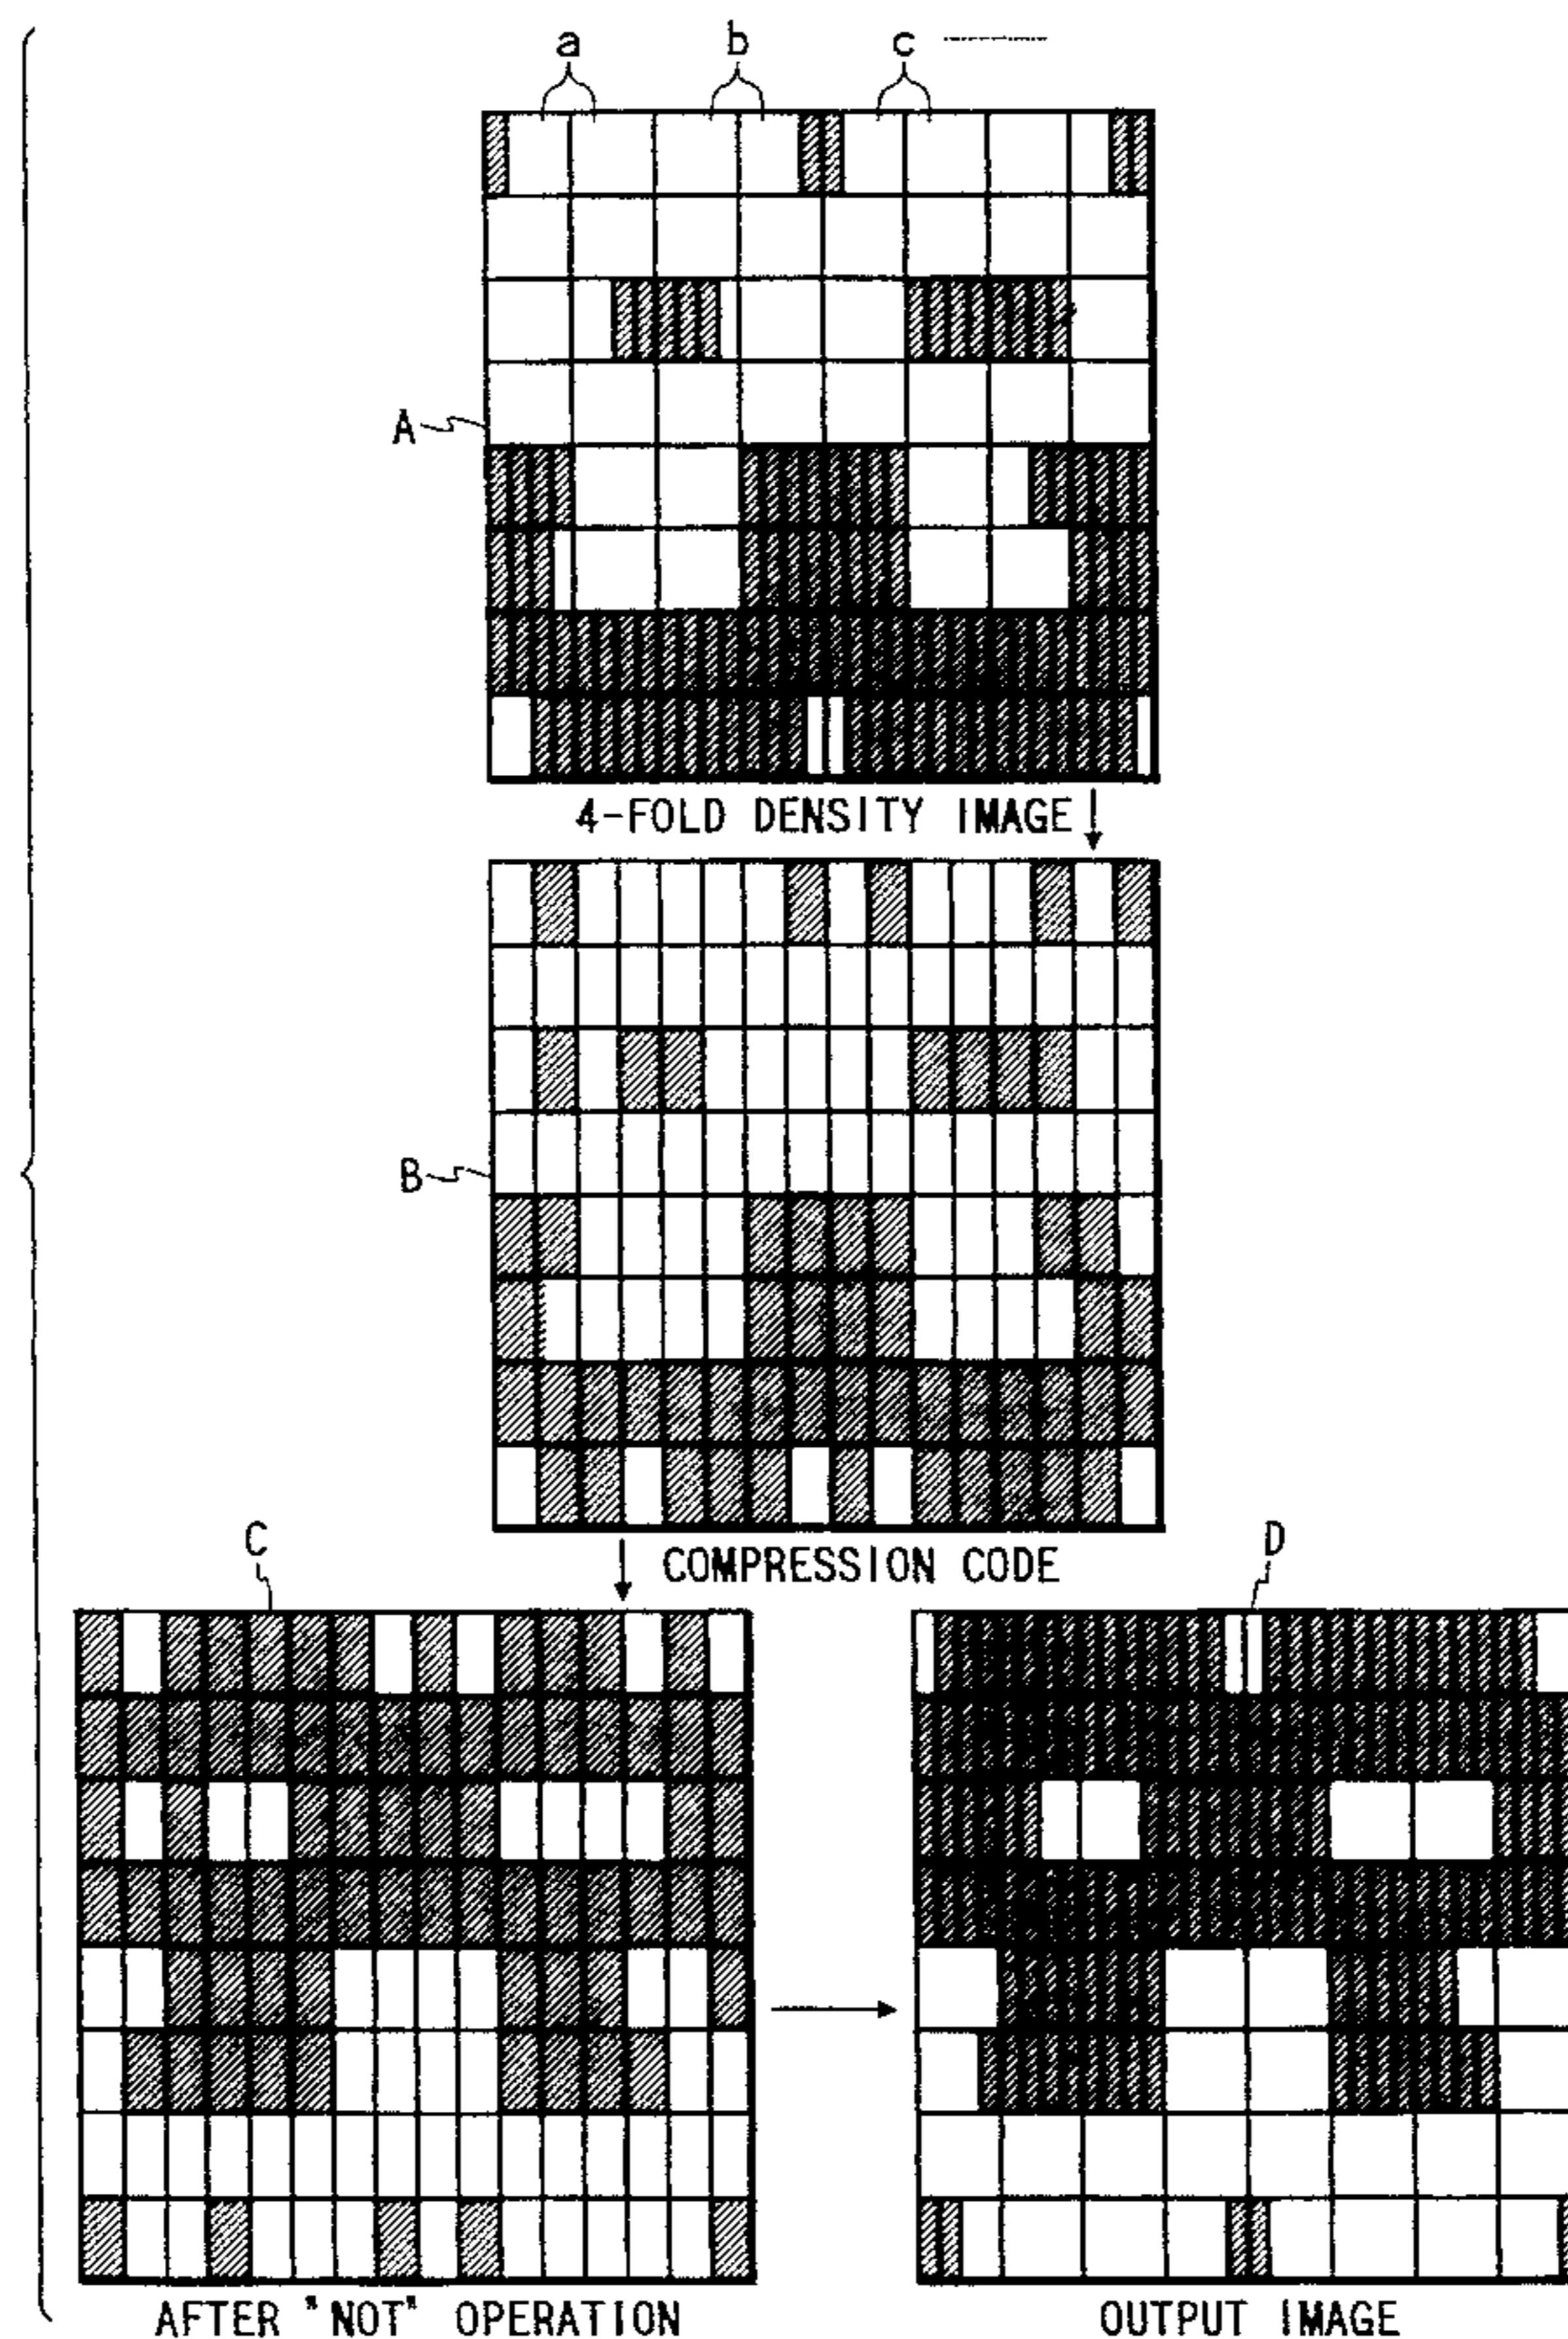 a b c
A
4-FOLD DENSITY IMAGE
B
COMPRESSION CODE
C
D
AFTER "NOT" OPERATION
OUTPUT IMAGE